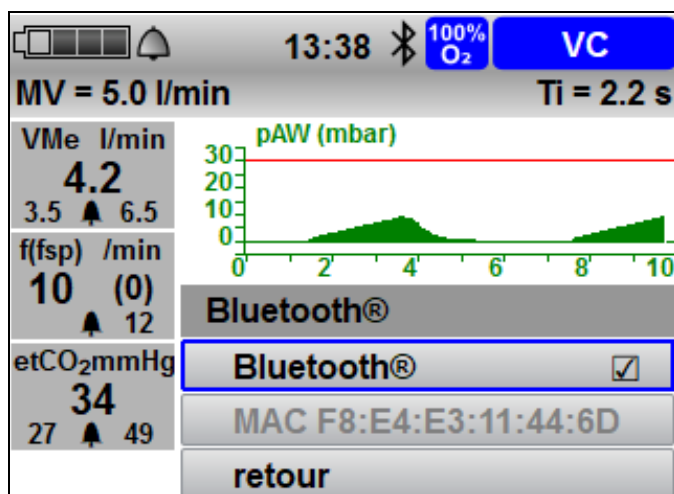 13:38 100% O₂ VC
MV = 5.0 l/min Ti = 2.2 s
VMe l/min
4.2
3.5 6.5
f(fsp) /min
10 (0)
12
etCO₂mmHg
34
27 49
pAW (mbar)
30
20
10
0
0 2 4 6 8 10
Bluetooth®
Bluetooth®
MAC F8:E4:E3:11:44:6D
retour